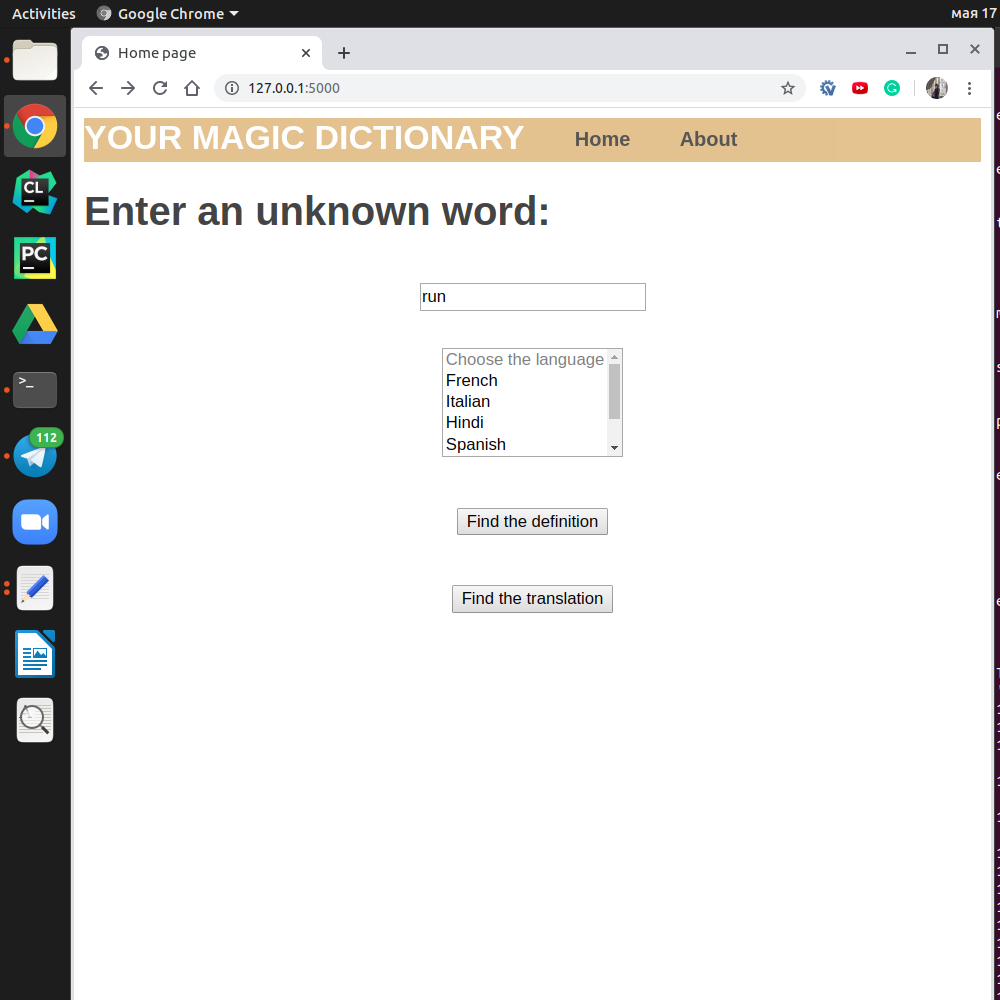 Activities
Google Chrome
мая 17
Home page
127.0.0.1:5000
YOUR MAGIC DICTIONARY
Home
About
Enter an unknown word:
run
Choose the language
French
Italian
Hindi
Spanish
Find the definition
Find the translation
CL
PC
>_
112